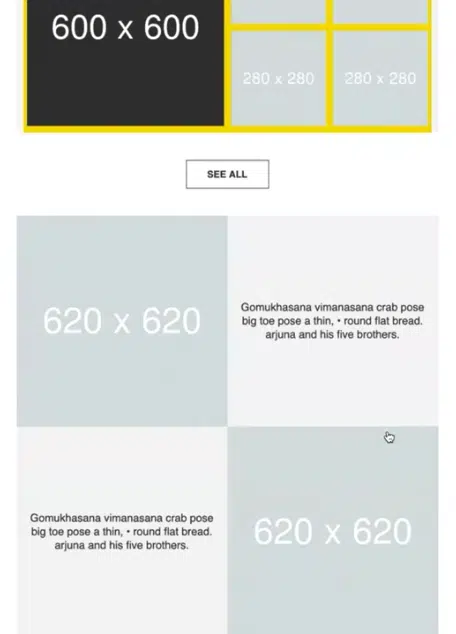 600 x 600
280 x 280
280 x 280
SEE ALL
620 x 620
Gomukhasana vimanasana crab pose
big toe pose a thin, • round flat bread.
arjuna and his five brothers.
Gomukhasana vimanasana crab pose
big toe pose a thin, • round flat bread.
arjuna and his five brothers.
620 x 620